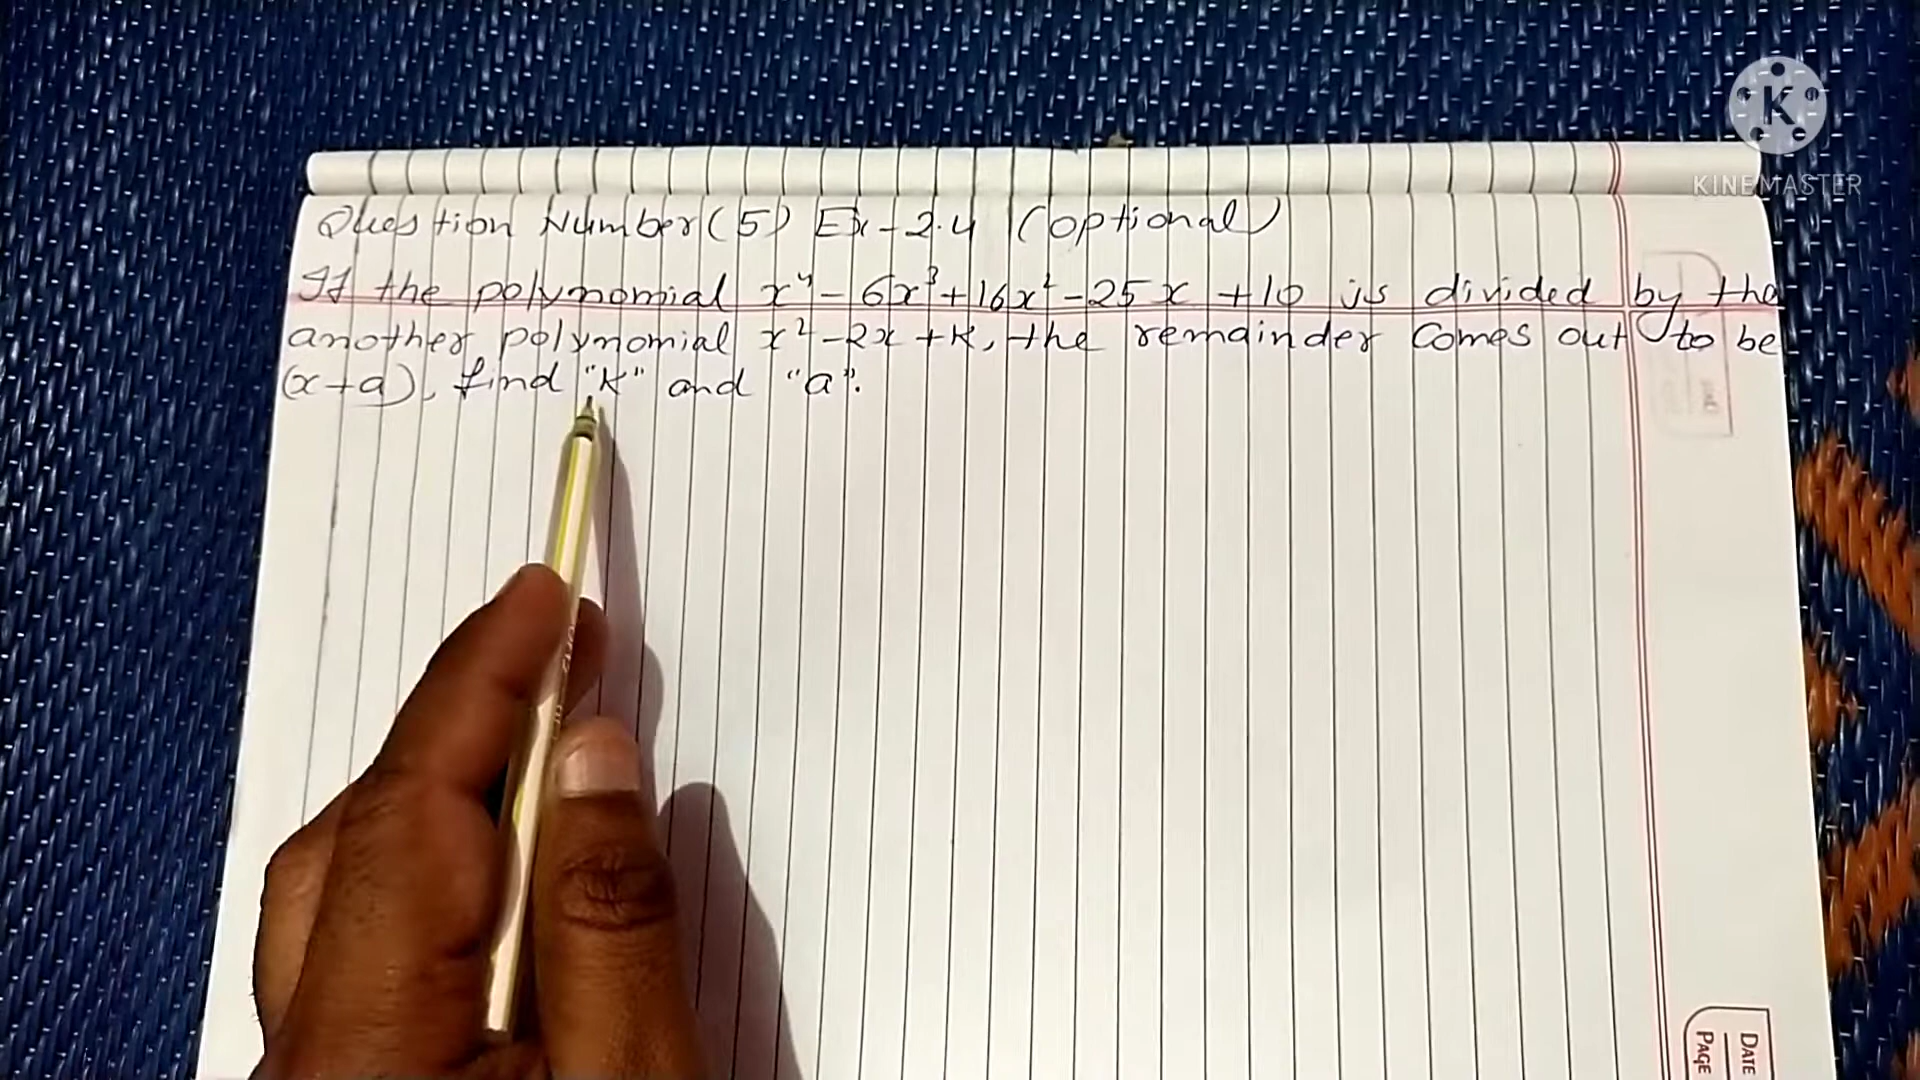 KINEMASTER
Question Number (5) Ex-2.4 (optional)
If the polynomial x⁴-6x³+16x²-25x+10 is divided by the
another polynomial x²-2x+K, the remainder comes out to be
(x+a), find "K" and "a".
DATE
PAGE